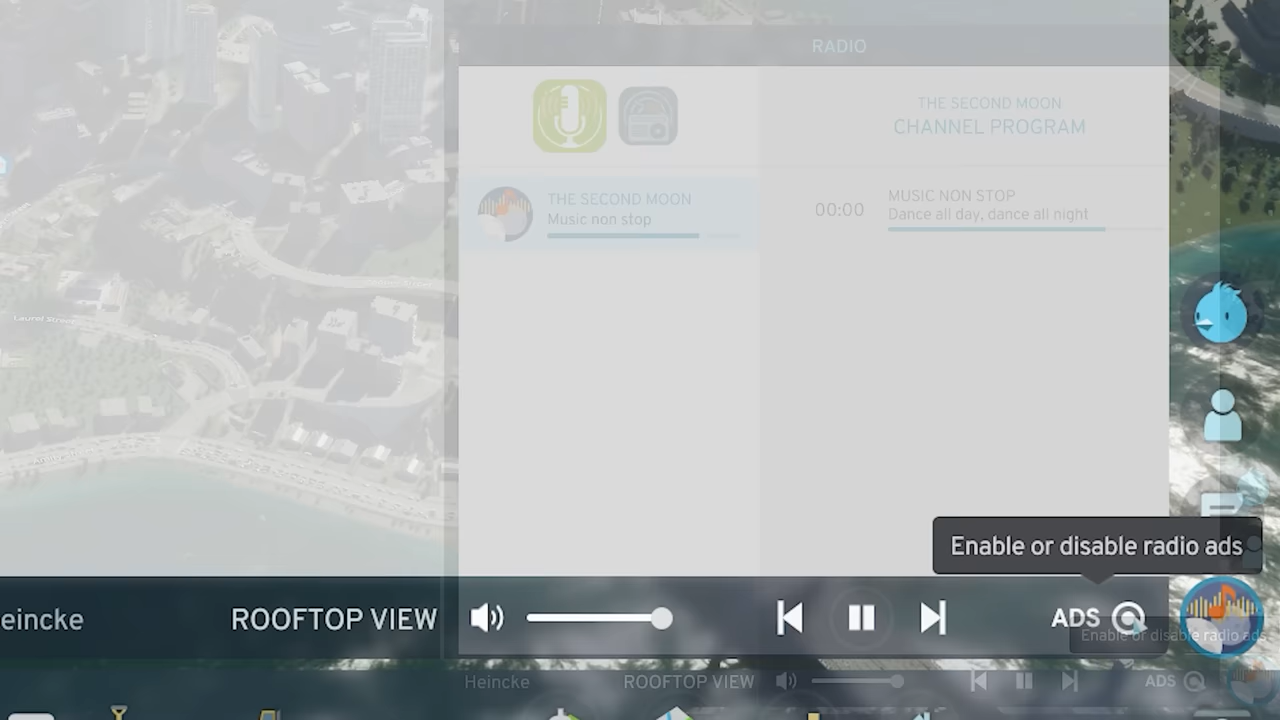 RADIO
THE SECOND MOON
CHANNEL PROGRAM
THE SECOND MOON
Music non stop
00:00
MUSIC NON STOP
Dance all day, dance all night
Laurel Street
Enable or disable radio ads
eincke
ROOFTOP VIEW
ADS
Enable or disable radio ads
Heincke
ROOFTOP VIEW
ADS